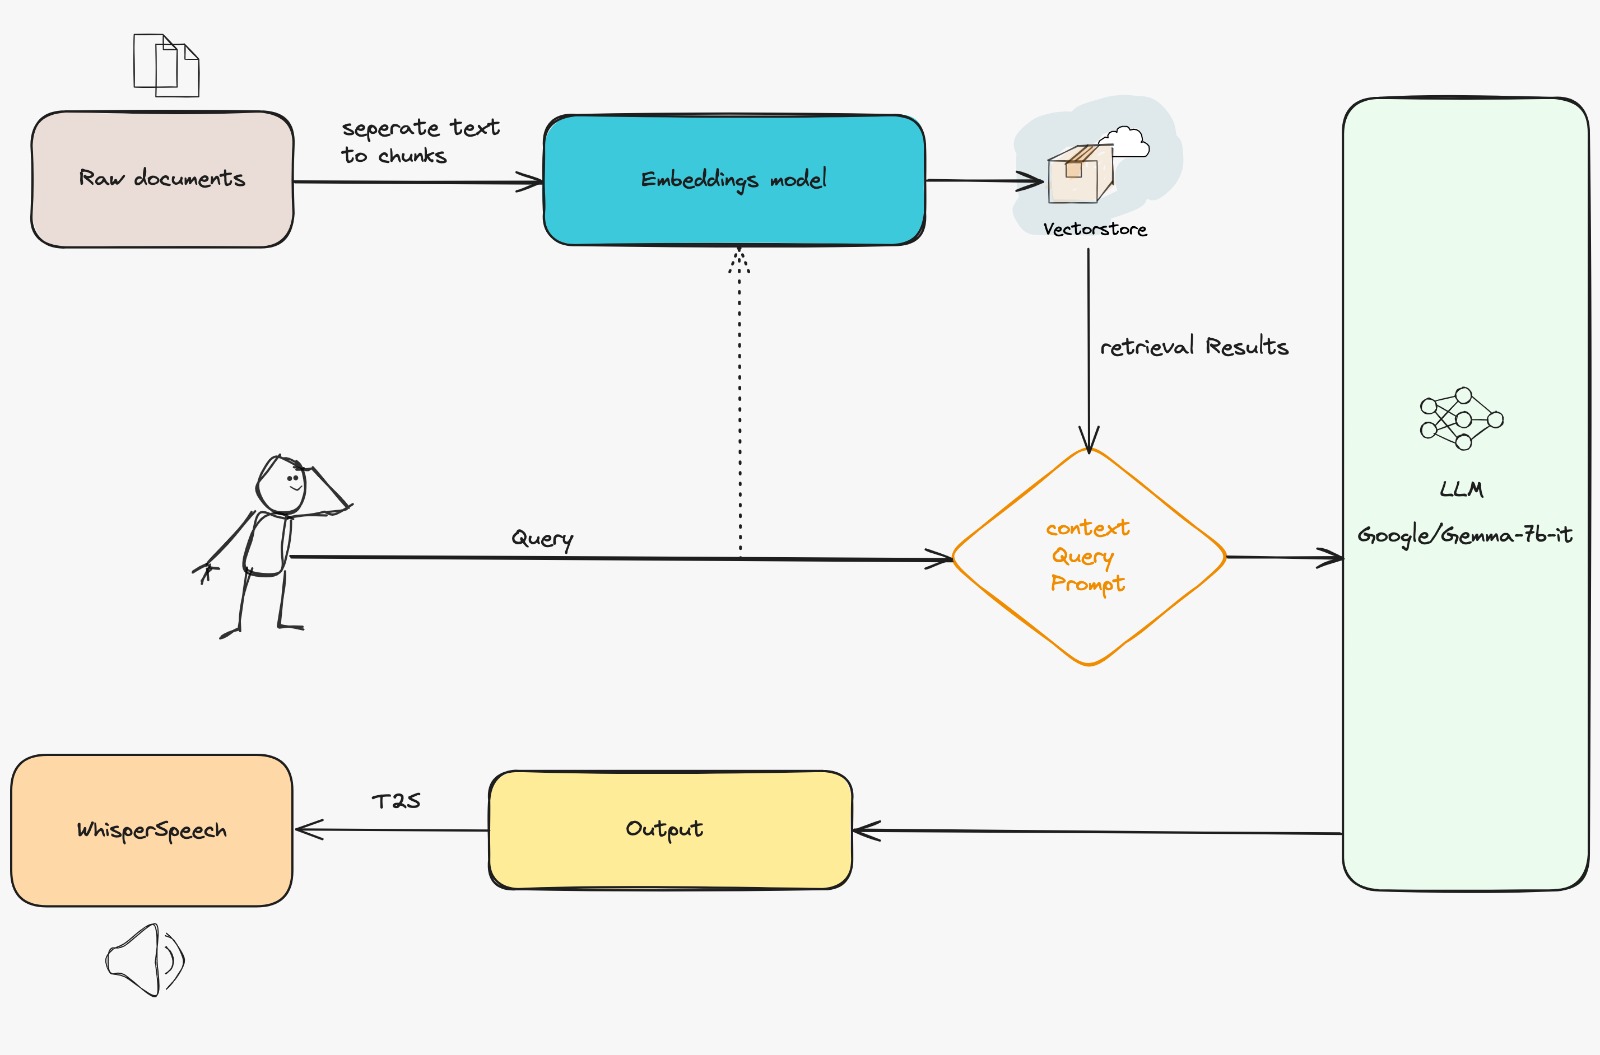 seperate text
to chunks
Raw documents
Embeddings model
Vectorstore
retrieval Results
LLM
Google/Gemma-7b-it
Query
context
Query
Prompt
T2S
WhisperSpeech
Output